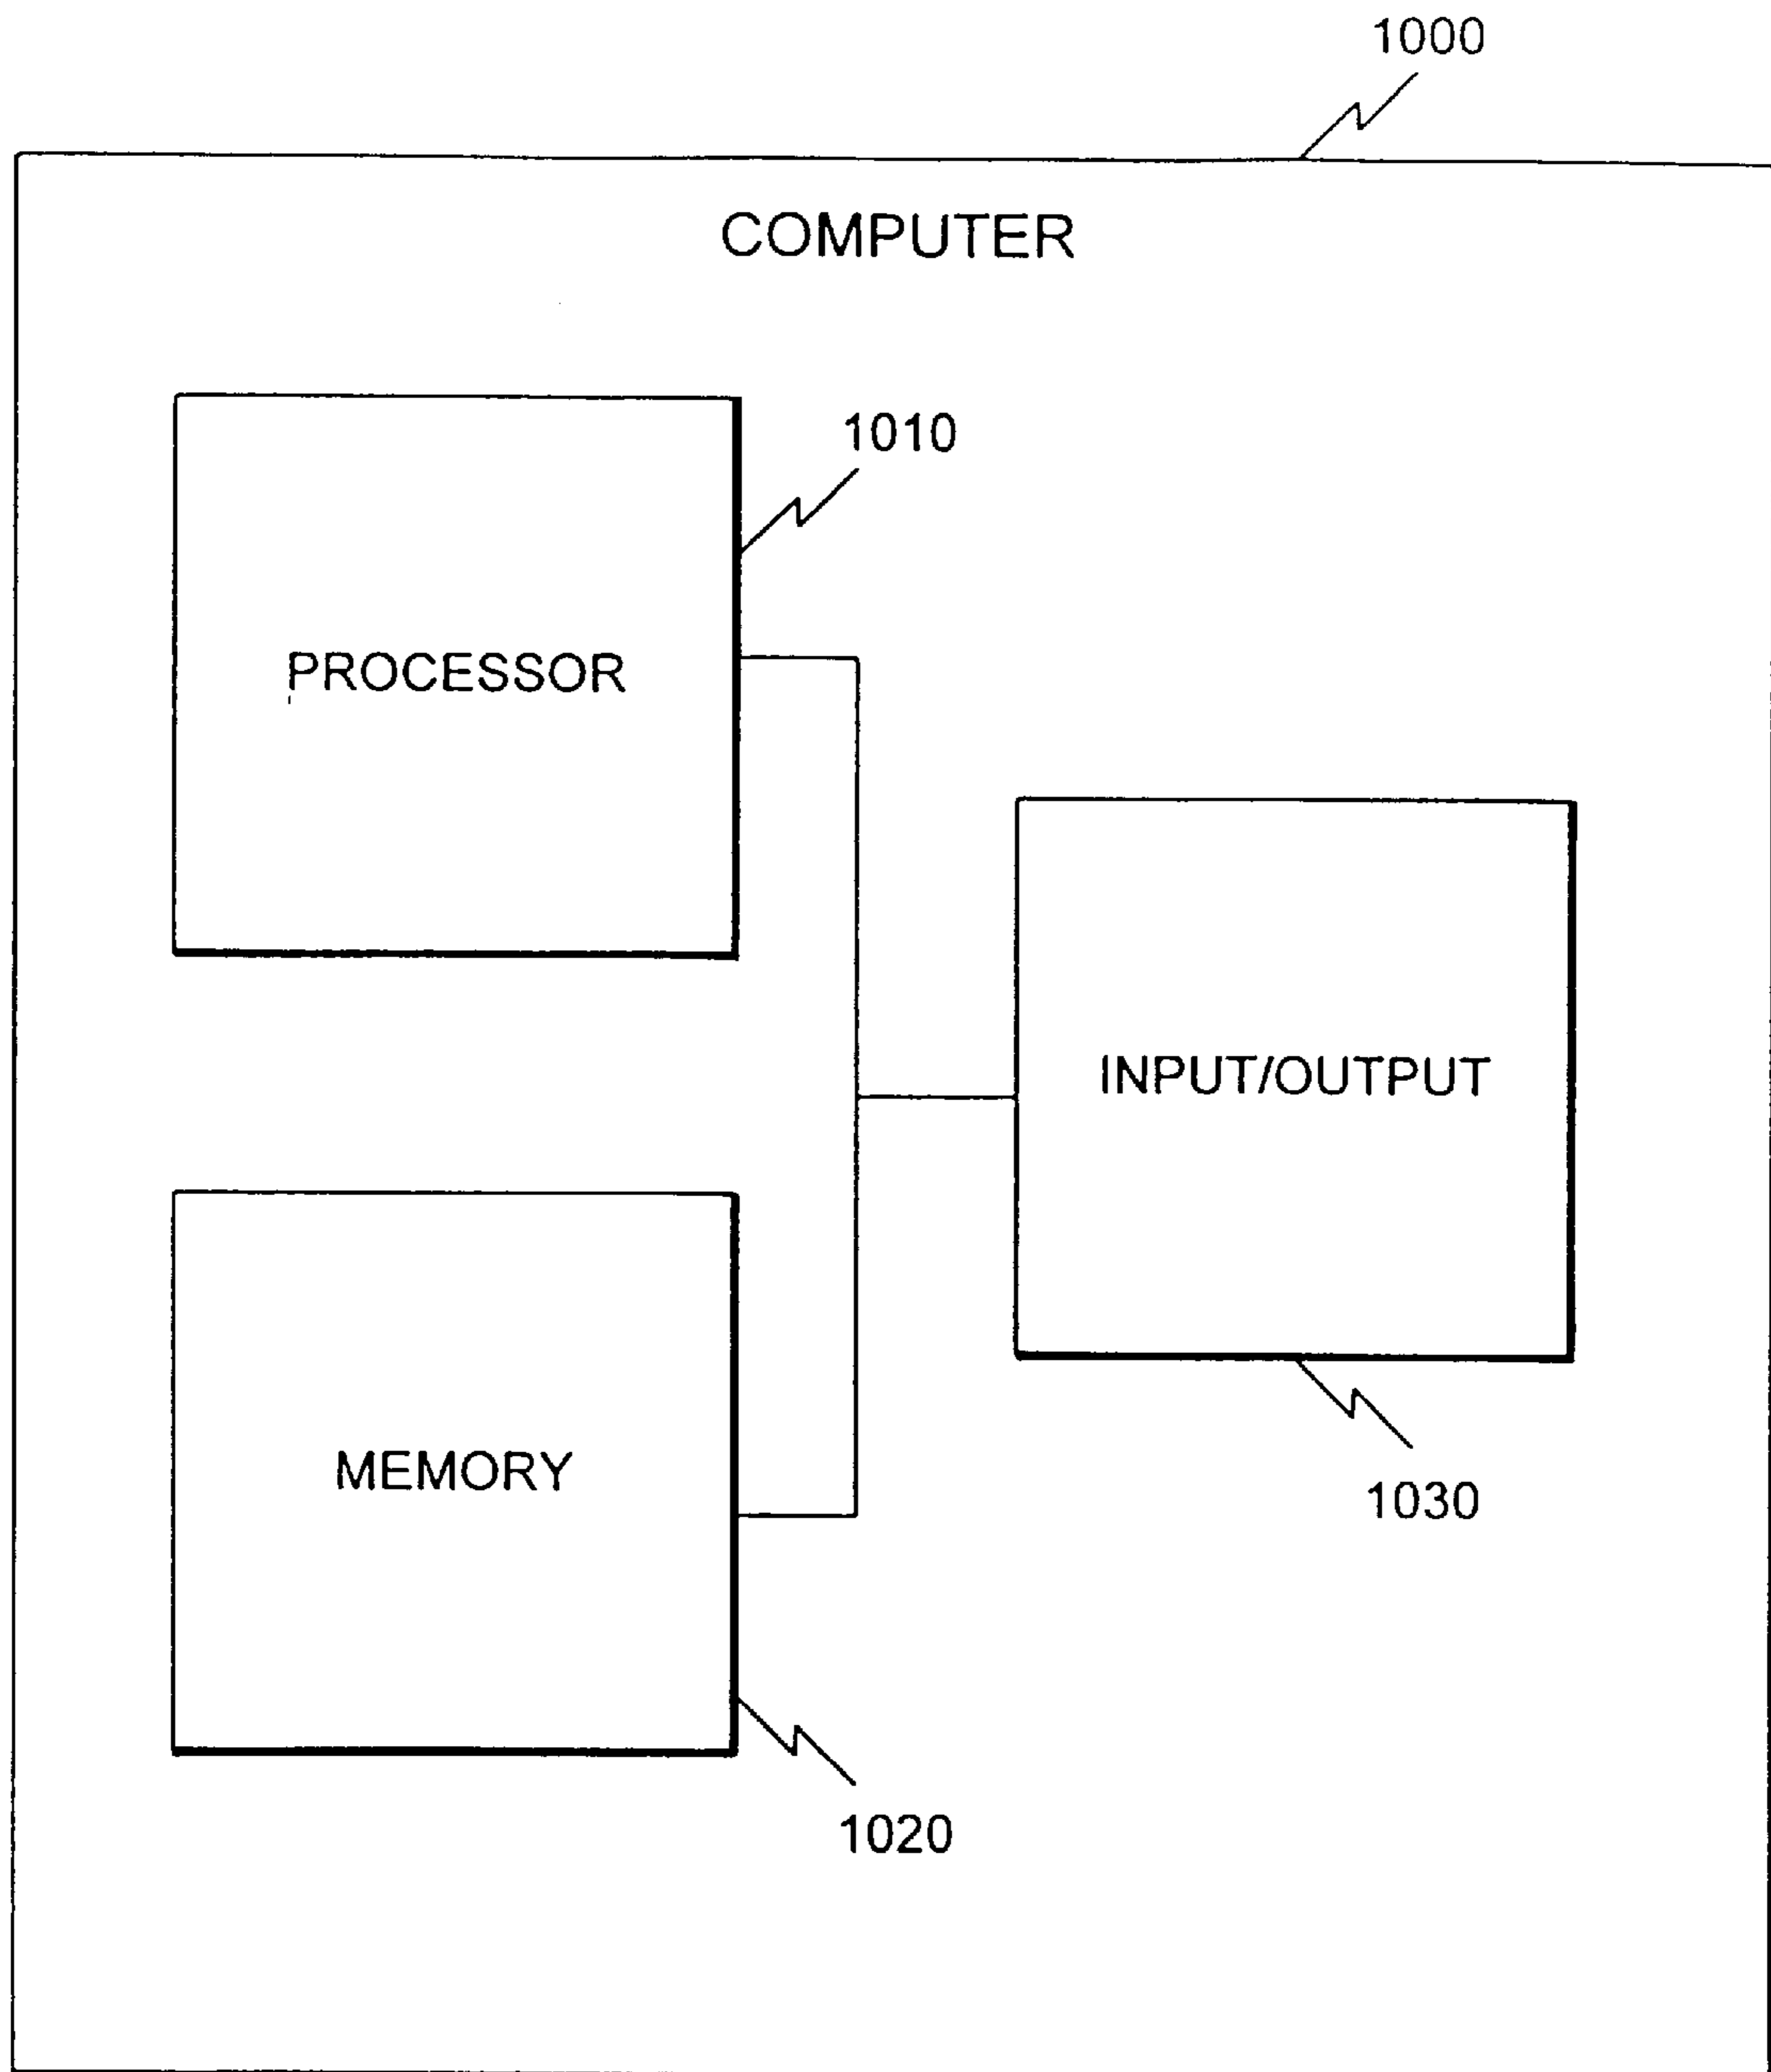 1000
COMPUTER
1010
PROCESSOR
INPUT/OUTPUT
MEMORY
1030
1020